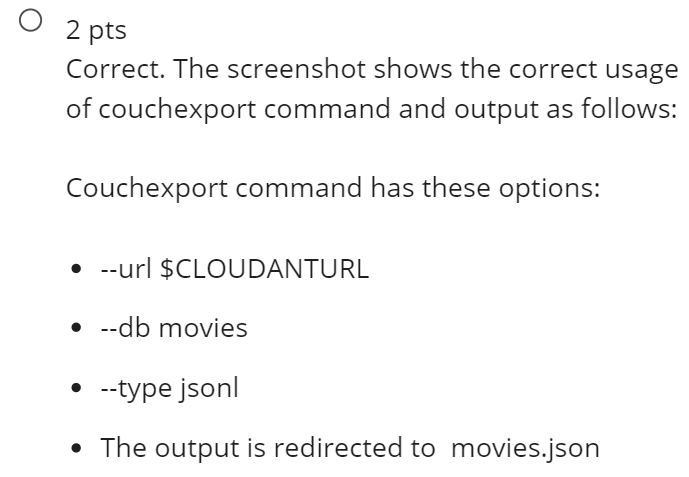 2 pts
Correct. The screenshot shows the correct usage
of couchexport command and output as follows:
Couchexport command has these options:
• --url $CLOUDANTURL
• --db movies
• --type jsonl
• The output is redirected to  movies.json